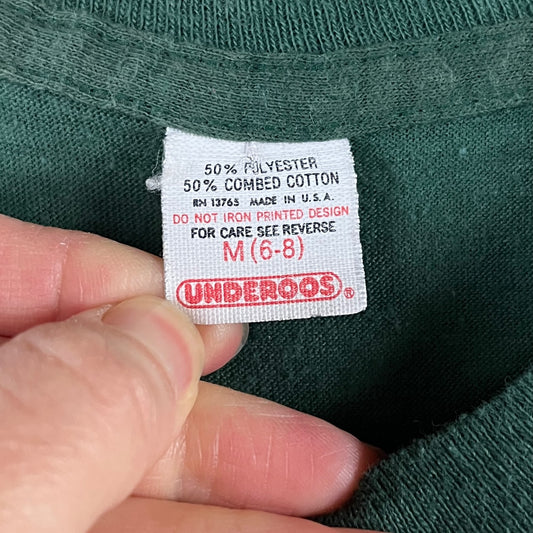 50% POLYESTER
50% COMBED COTTON
RN 13765 MADE IN U.S.A.
DO NOT IRON PRINTED DESIGN
FOR CARE SEE REVERSE
M (6-8)
UNDEROOS®